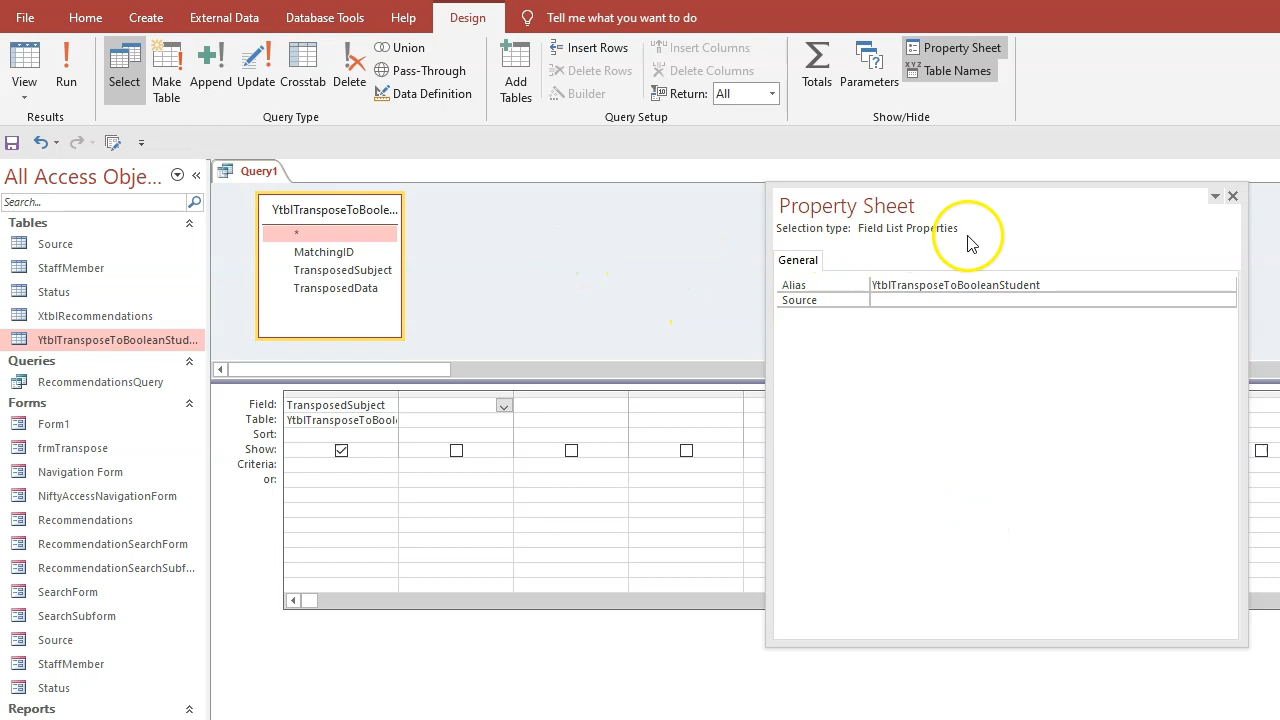 File Home Create External Data Database Tools Help Design Tell me what you want to do
View Run Select Make Table Append Update Crosstab Delete
Union
Pass-Through
Data Definition
Add Tables
Insert Rows
Delete Rows
Builder
Insert Columns
Delete Columns
Return: All
Totals Parameters
Property Sheet
Table Names
Results Query Type Query Setup Show/Hide
All Access Obje...
Search...
Tables
Source
StaffMember
Status
XtblRecommendations
YtblTransposeToBooleanStud...
Queries
RecommendationsQuery
Forms
Form1
frmTranspose
Navigation Form
NiftyAccessNavigationForm
Recommendations
RecommendationSearchForm
RecommendationSearchSubf...
SearchForm
SearchSubform
Source
StaffMember
Status
Reports
Query1
YtblTransposeToBoole...
*
MatchingID
TransposedSubject
TransposedData
Field: TransposedSubject
Table: YtblTransposeToBool
Sort:
Show:
Criteria:
or:
Property Sheet
Selection type: Field List Properties
General
Alias YtblTransposeToBooleanStudent
Source